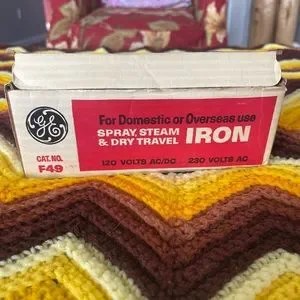 GE
For Domestic or Overseas use
SPRAY, STEAM
& DRY TRAVEL IRON
CAT. NO.
F49
120 VOLTS AC/DC 230 VOLTS AC